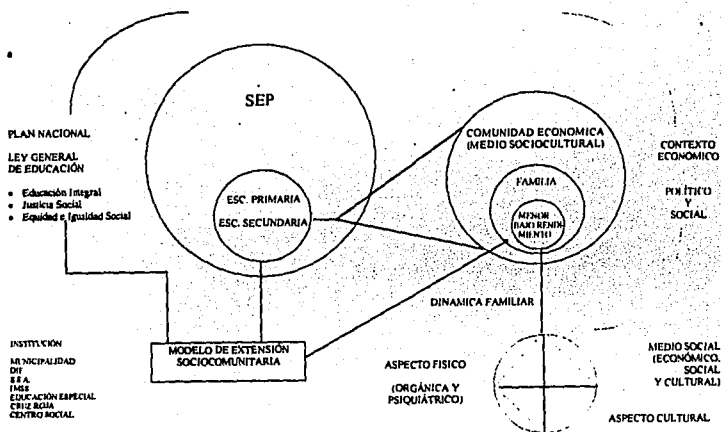 SEP
PLAN NACIONAL
LEY GENERAL
DE EDUCACIÓN
• Educación Integral
• Justicia Social
• Equidad e Igualdad Social
ESC. PRIMARIA
ESC. SECUNDARIA
COMUNIDAD ECONOMICA
(MEDIO SOCIOCULTURAL)
FAMILIA
MENOR
BAJO RENDI-
MIENTO
CONTEXTO
ECONOMICO
POLÍTICO
Y
SOCIAL
DINAMICA FAMILIAR
MODELO DE EXTENSIÓN
SOCIOCOMUNITARIA
INSTITUCIÓN
MUNICIPALIDAD
DIF
IMSS
EDUCACIÓN ESPECIAL
CRUZ ROJA
CENTRO SOCIAL
ASPECTO FISICO
(ORGÁNICA Y
PSIQUIÁTRICO)
MEDIO SOCIAL
(ECONÓMICO,
SOCIAL
Y CULTURAL)
ASPECTO CULTURAL